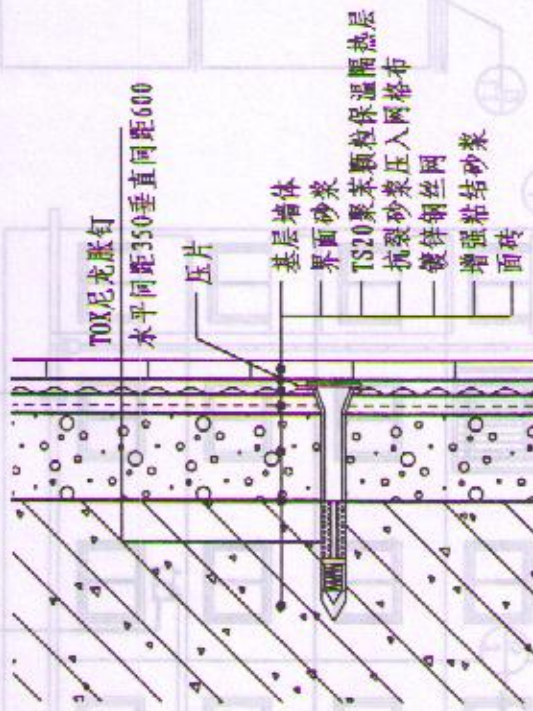 TOX尼龙胀钉
水平间距350垂直间距600
压片
基层墙体
界面砂浆
TS20聚苯颗粒保温隔热层
抗裂砂浆压入网格布
镀锌钢丝网
增强粘结砂浆
面砖